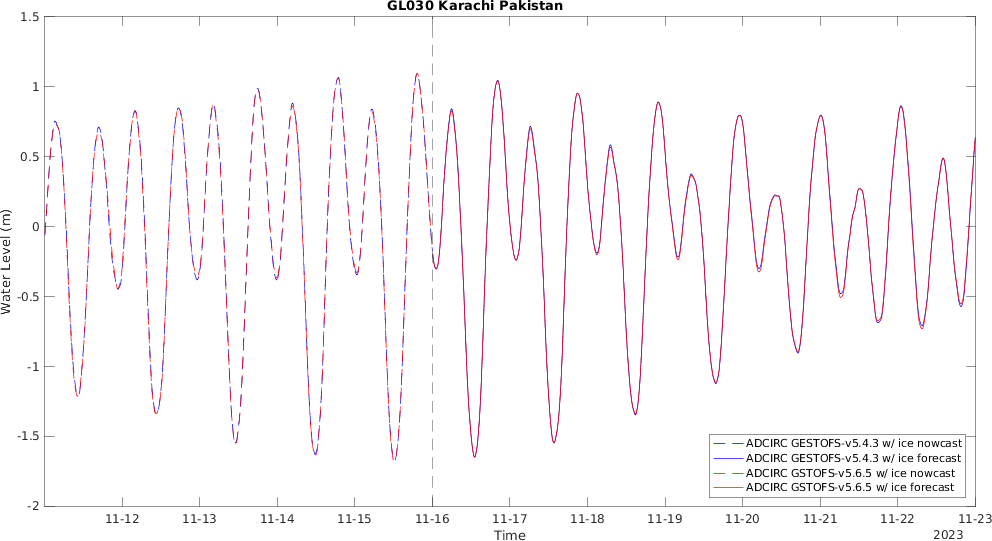 GL030 Karachi Pakistan
1.5
1
0.5
0
-0.5
-1
-1.5
-2
Water Level (m)
ADCIRC GESTOFS-v5.4.3 w/ ice nowcast
ADCIRC GESTOFS-v5.4.3 w/ ice forecast
ADCIRC GSTOFS-v5.6.5 w/ ice nowcast
ADCIRC GSTOFS-v5.6.5 w/ ice forecast
11-12 11-13 11-14 11-15 11-16 11-17 11-18 11-19 11-20 11-21 11-22 11-23
Time
2023